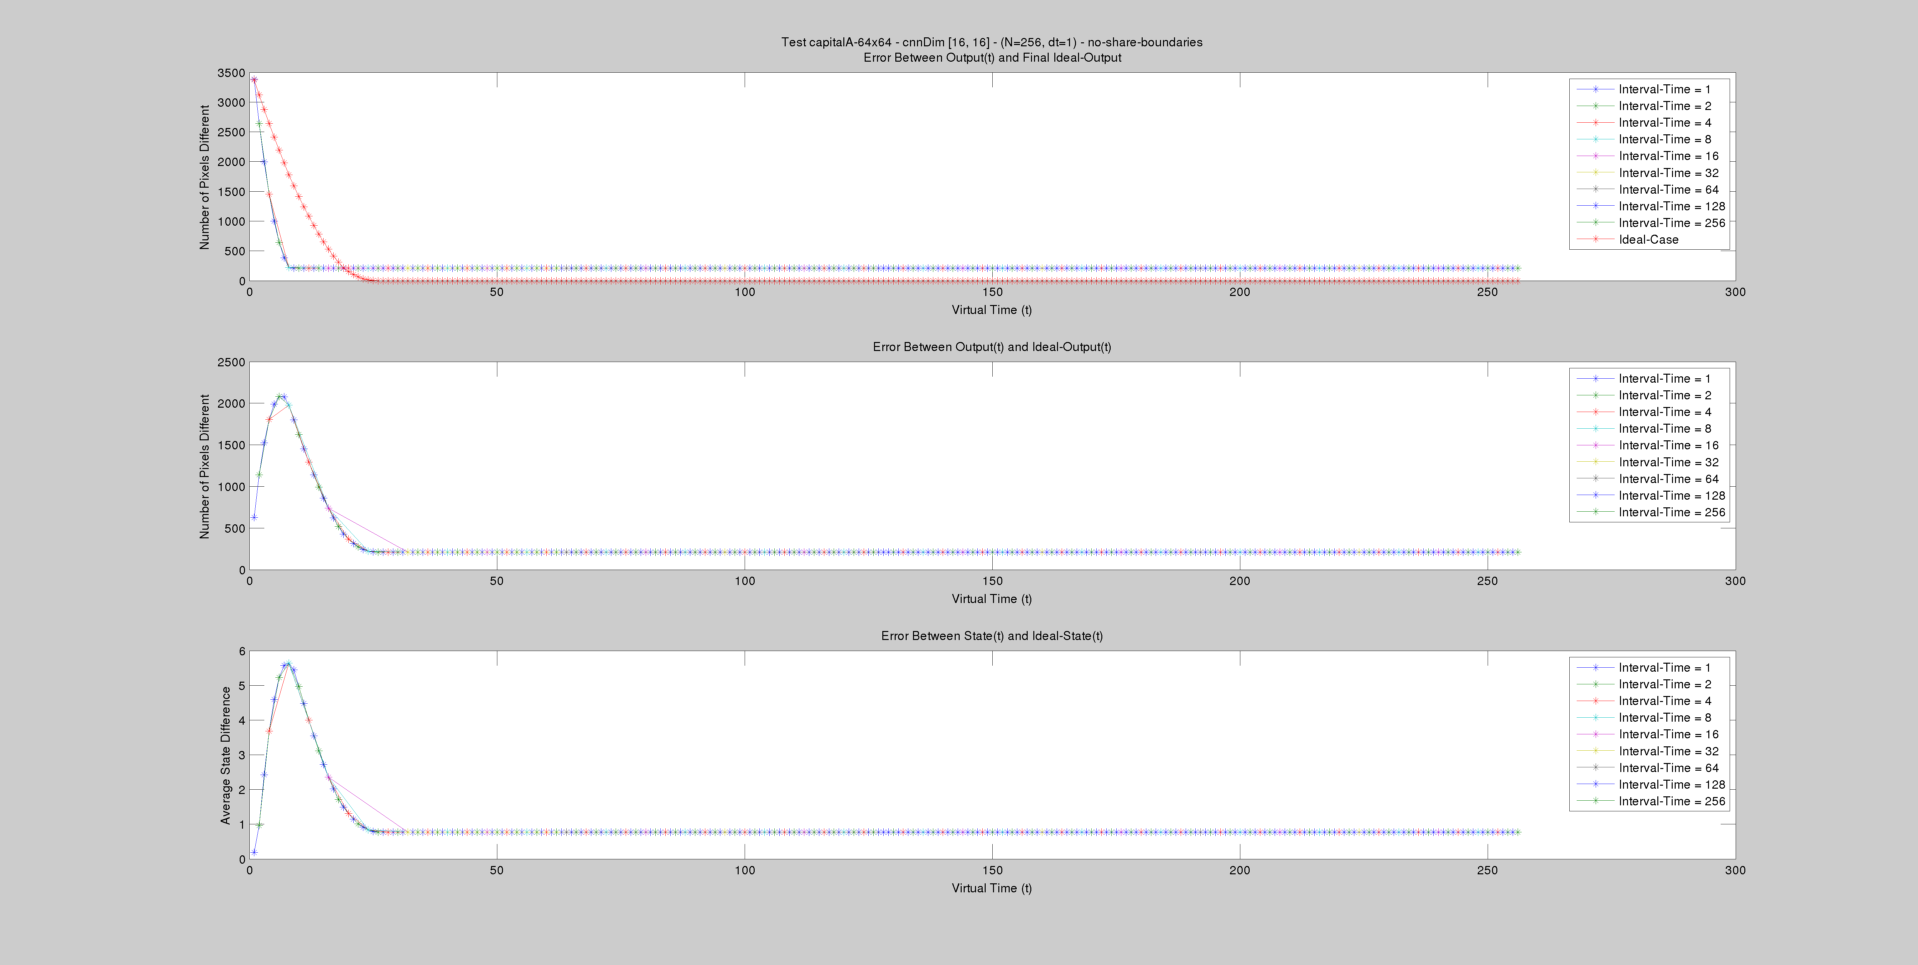 Test capitalA-64x64 - cnnDim [16, 16] - (N=256, dt=1) - no-share-boundaries
Error Between Output(t) and Final Ideal-Output
Number of Pixels Different
3500
3000
2500
2000
1500
1000
500
0
0 50 100 150 200 250 300
Virtual Time (t)
Interval-Time = 1
Interval-Time = 2
Interval-Time = 4
Interval-Time = 8
Interval-Time = 16
Interval-Time = 32
Interval-Time = 64
Interval-Time = 128
Interval-Time = 256
Ideal-Case
Error Between Output(t) and Ideal-Output(t)
Number of Pixels Different
2500
2000
1500
1000
500
0
0 50 100 150 200 250 300
Virtual Time (t)
Interval-Time = 1
Interval-Time = 2
Interval-Time = 4
Interval-Time = 8
Interval-Time = 16
Interval-Time = 32
Interval-Time = 64
Interval-Time = 128
Interval-Time = 256
Error Between State(t) and Ideal-State(t)
Average State Difference
6
5
4
3
2
1
0
0 50 100 150 200 250 300
Virtual Time (t)
Interval-Time = 1
Interval-Time = 2
Interval-Time = 4
Interval-Time = 8
Interval-Time = 16
Interval-Time = 32
Interval-Time = 64
Interval-Time = 128
Interval-Time = 256